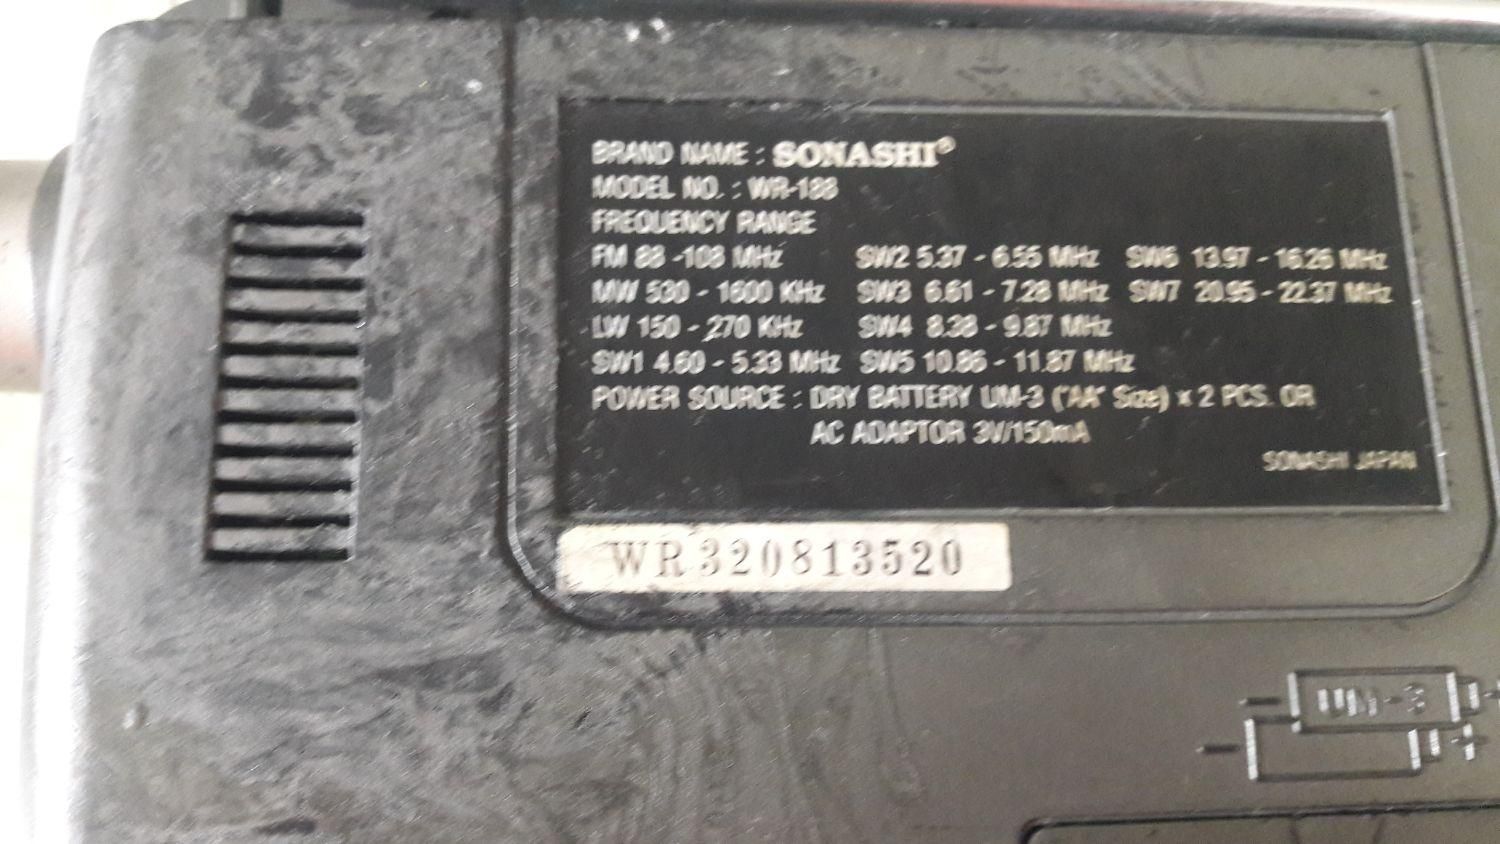 BRAND NAME : SONASHI®
MODEL NO. : WR-188
FREQUENCY RANGE
FM 88 -108 MHz SW2 5.37 - 6.55 MHz SW6 13.97 - 16.26 MHz
MW 530 - 1600 KHz SW3 6.61 - 7.28 MHz SW7 20.95 - 22.37 MHz
LW 150 - 270 KHz SW4 8.38 - 9.87 MHz
SW1 4.60 - 5.33 MHz SW5 10.86 - 11.87 MHz
POWER SOURCE : DRY BATTERY UM-3 ("AA" Size) x 2 PCS. OR
AC ADAPTOR 3V/150mA
SONASHI JAPAN
WR320813520
- UM-3 +
- +